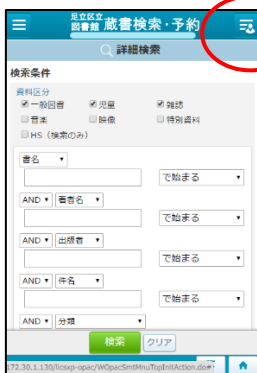 足立区立
図書館 蔵書検索・予約
詳細検索
検索条件
資料区分
一般図書 児童 雑誌
音楽 映像 特別資料
HS（検索のみ）
書名
で始まる
AND 著者名
で始まる
AND 出版者
で始まる
AND 件名
で始まる
AND 分類
検索 クリア
172.30.1.130/licsxp-opac/WOpacSmtMnuTopInitAction.do